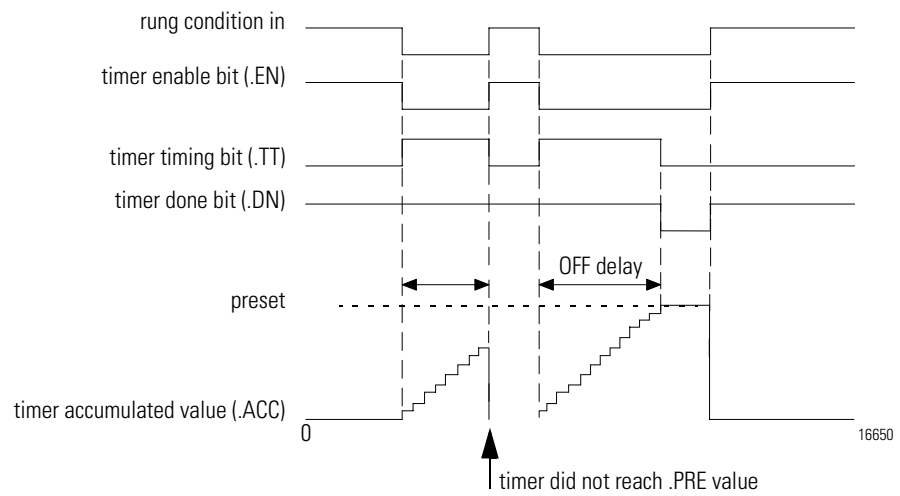 rung condition in
timer enable bit (.EN)
timer timing bit (.TT)
timer done bit (.DN)
OFF delay
preset
timer accumulated value (.ACC)
0
16650
timer did not reach .PRE value